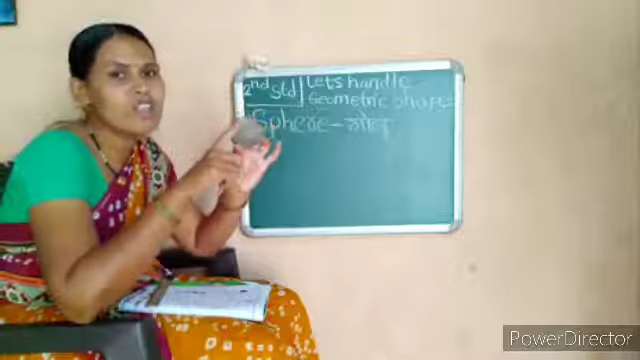 2nd Std
Lets handle
Geometric shapes
Sphere - गोल
PowerDirector